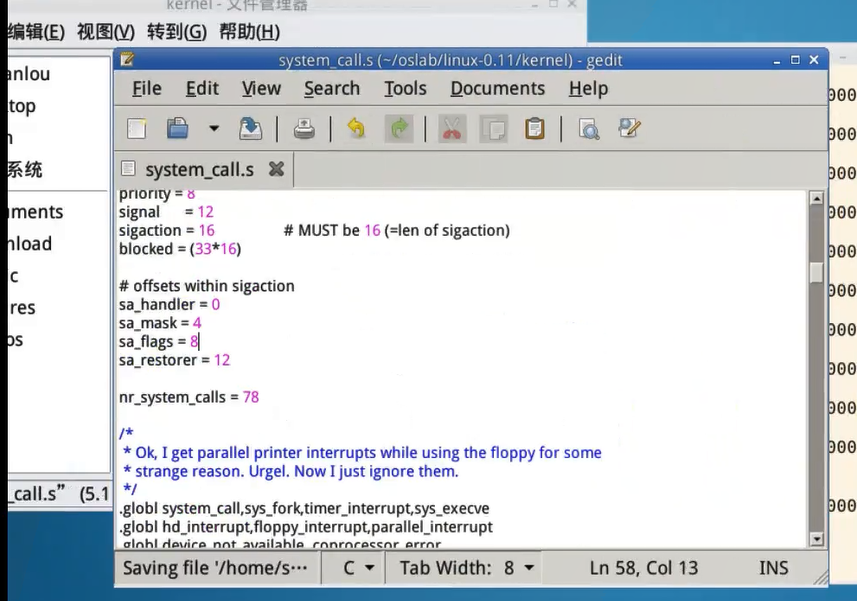 kernel - 文件管理器
编辑(E) 视图(V) 转到(G) 帮助(H)
anlou
top
n
系统
uments
nload
c
res
os
_call.s” (5.1
system_call.s (~/oslab/linux-0.11/kernel) - gedit
File Edit View Search Tools Documents Help
system_call.s
priority = 8
signal = 12
sigaction = 16 # MUST be 16 (=len of sigaction)
blocked = (33*16)
# offsets within sigaction
sa_handler = 0
sa_mask = 4
sa_flags = 8
sa_restorer = 12
nr_system_calls = 78
/*
* Ok, I get parallel printer interrupts while using the floppy for some
* strange reason. Urgel. Now I just ignore them.
*/
.globl system_call,sys_fork,timer_interrupt,sys_execve
.globl hd_interrupt,floppy_interrupt,parallel_interrupt
.globl device_not_available, coprocessor_error
Saving file '/home/s··· C Tab Width: 8 Ln 58, Col 13 INS
000
000
000
000
000
000
000
000
000
000
000